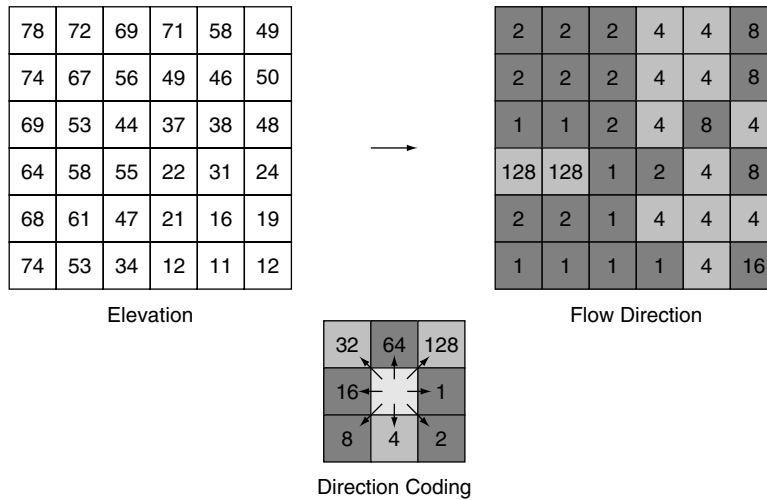 78 72 69 71 58 49 2 2 2 4 4 8
74 67 56 49 46 50 2 2 2 4 4 8
69 53 44 37 38 48 1 1 2 4 8 4
64 58 55 22 31 24 128 128 1 2 4 8
68 61 47 21 16 19 2 2 1 4 4 4
74 53 34 12 11 12 1 1 1 1 4 16
Elevation Flow Direction
32 64 128
16 1
8 4 2
Direction Coding